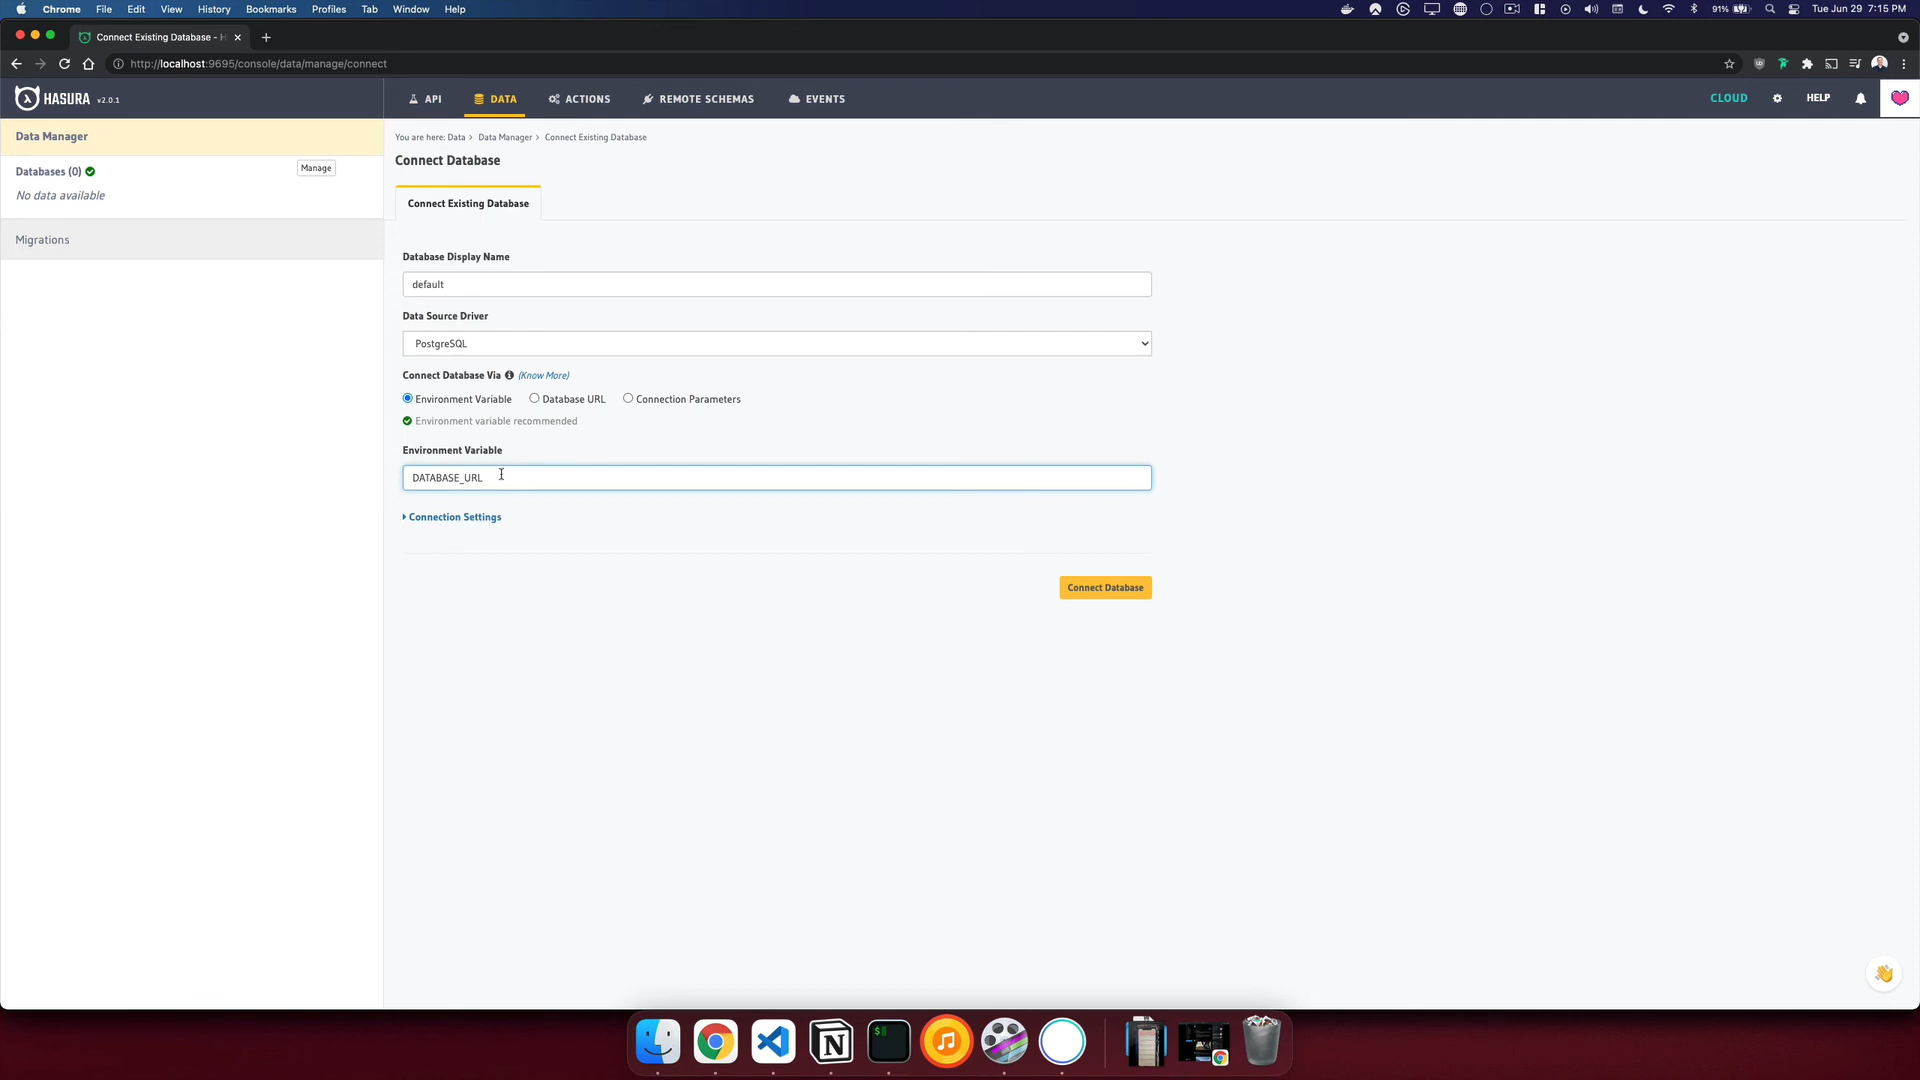 Chrome File Edit View History Bookmarks Profiles Tab Window Help
91% Tue Jun 29 7:15 PM
Connect Existing Database - H
http://localhost:9695/console/data/manage/connect
HASURA v2.0.1
API DATA ACTIONS REMOTE SCHEMAS EVENTS
CLOUD HELP
Data Manager
Databases (0)
Manage
No data available
Migrations
You are here: Data > Data Manager > Connect Existing Database
Connect Database
Connect Existing Database
Database Display Name
default
Data Source Driver
PostgreSQL
Connect Database Via (Know More)
Environment Variable Database URL Connection Parameters
Environment variable recommended
Environment Variable
DATABASE_URL
Connection Settings
Connect Database